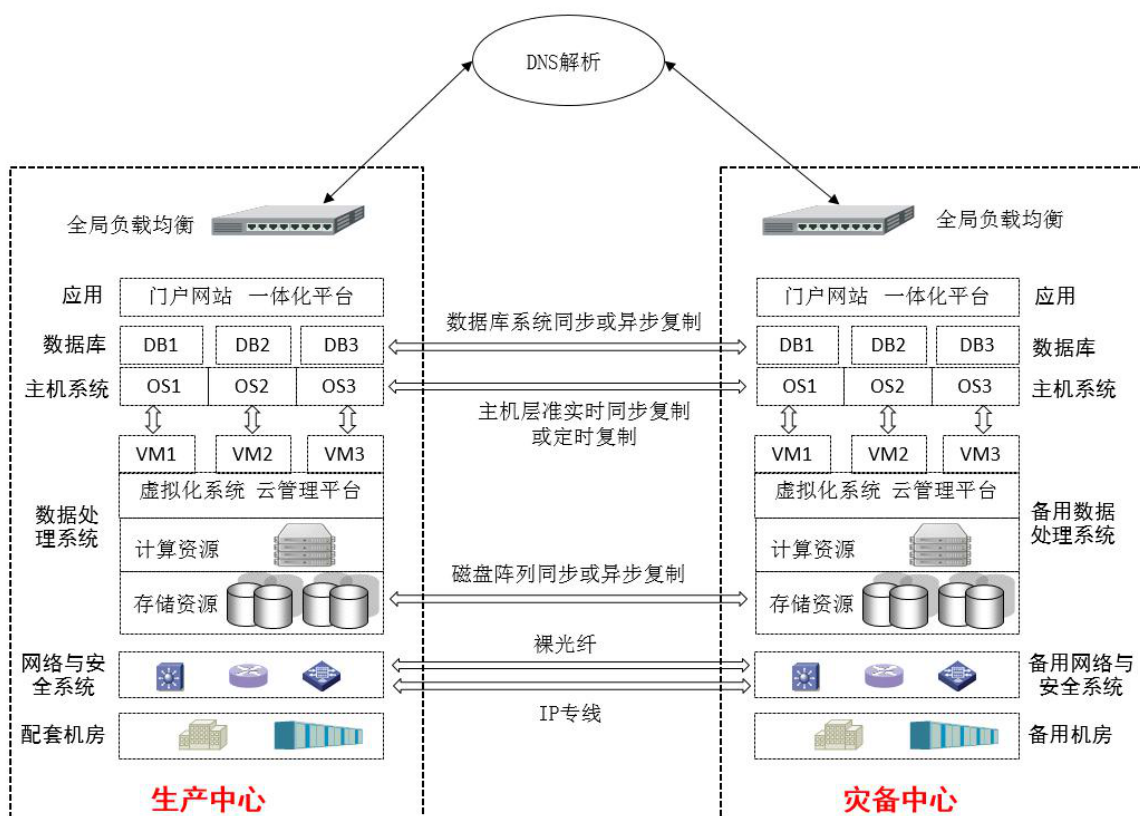 DNS解析
全局负载均衡
全局负载均衡
应用
门户网站 一体化平台
门户网站 一体化平台
应用
数据库系统同步或异步复制
数据库
DB1
DB2
DB3
DB1
DB2
DB3
数据库
主机系统
OS1
OS2
OS3
OS1
OS2
OS3
主机系统
主机层准实时同步复制
或定时复制
VM1
VM2
VM3
VM1
VM2
VM3
虚拟化系统 云管理平台
虚拟化系统 云管理平台
数据处
理系统
备用数据
处理系统
计算资源
计算资源
磁盘阵列同步或异步复制
存储资源
存储资源
裸光纤
网络与安
全系统
备用网络与
安全系统
IP专线
配套机房
备用机房
生产中心
灾备中心